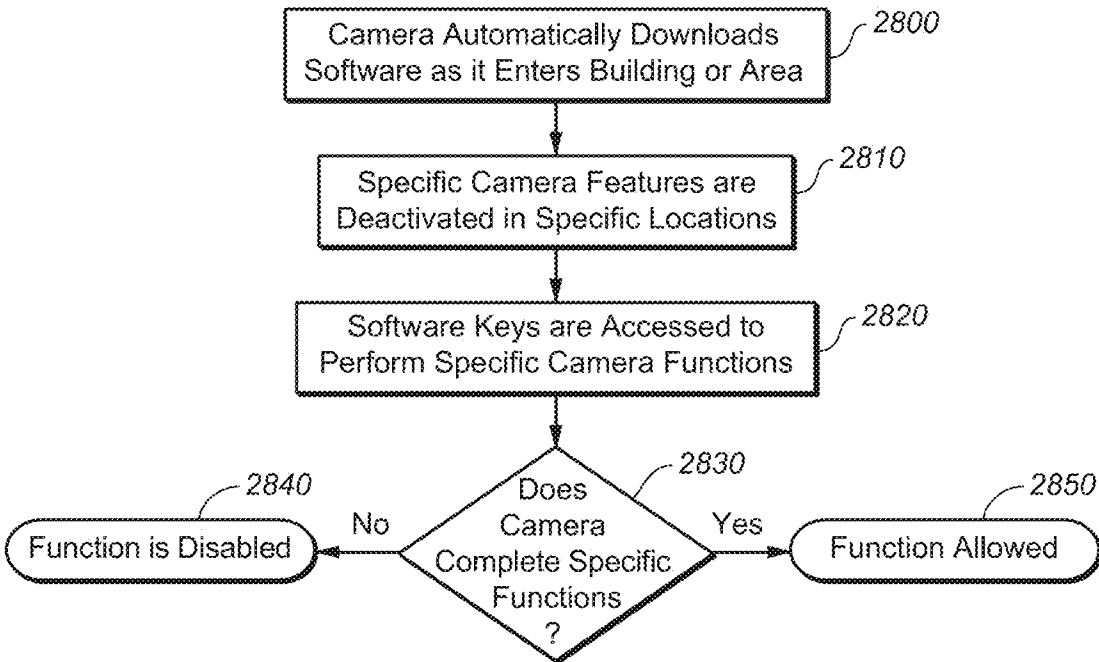 Camera Automatically Downloads
Software as it Enters Building or Area
2800
Specific Camera Features are
Deactivated in Specific Locations
2810
Software Keys are Accessed to
Perform Specific Camera Functions
2820
Does
Camera
Complete Specific
Functions
?
2830
No
Yes
2840
Function is Disabled
2850
Function Allowed